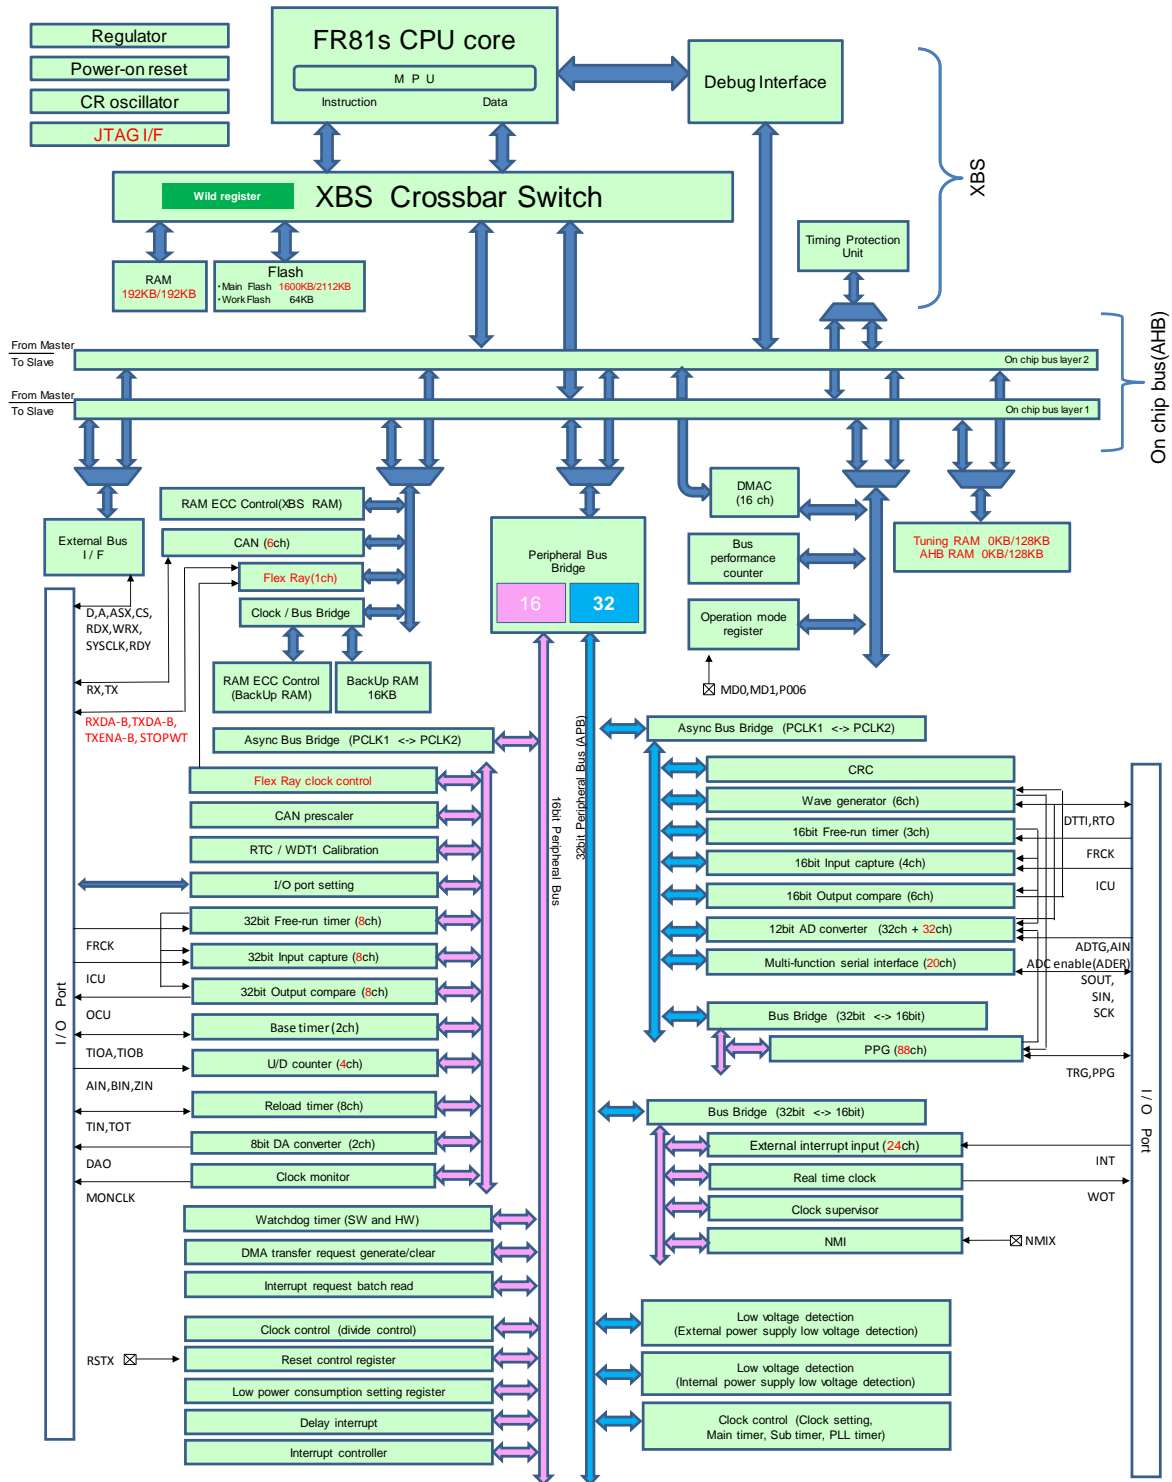 Regulator
Power-on reset
CR oscillator
JTAG I/F
FR81s CPU core
M P U
Instruction
Data
Debug Interface
XBS
Wild register
XBS Crossbar Switch
Timing Protection
Unit
RAM
192KB/192KB
Flash
・Main Flash 1600KB/2112KB
・Work Flash 64KB
From Master
To Slave
On chip bus layer 2
From Master
To Slave
On chip bus layer 1
On chip bus(AHB)
RAM ECC Control(XBS RAM)
DMAC
(16 ch)
External Bus
I / F
CAN (6ch)
Peripheral Bus
Bridge
16
32
Bus
performance
counter
Tuning RAM 0KB/128KB
AHB RAM 0KB/128KB
Flex Ray(1ch)
D,A,ASX,CS,
RDX,WRX,
SYSCLK,RDY
Clock / Bus Bridge
Operation mode
register
RAM ECC Control
(BackUp RAM)
BackUp RAM
16KB
RX,TX
MD0,MD1,P006
RXDA-B,TXDA-B,
TXENA-B, STOPWT
Async Bus Bridge (PCLK1 <-> PCLK2)
Async Bus Bridge (PCLK1 <-> PCLK2)
16bit Peripheral Bus
32bit Peripheral Bus (APB)
Flex Ray clock control
CAN prescaler
RTC / WDT1 Calibration
I/O port setting
32bit Free-run timer (8ch)
FRCK
32bit Input capture (8ch)
ICU
32bit Output compare (8ch)
OCU
Base timer (2ch)
TIOA,TIOB
U/D counter (4ch)
AIN,BIN,ZIN
Reload timer (8ch)
TIN,TOT
8bit DA converter (2ch)
DAO
Clock monitor
MONCLK
I / O Port
CRC
Wave generator (6ch)
DTTI,RTO
16bit Free-run timer (3ch)
FRCK
16bit Input capture (4ch)
ICU
16bit Output compare (6ch)
12bit AD converter (32ch + 32ch)
ADTG,AIN
ADC enable(ADER)
Multi-function serial interface (20ch)
SOUT,
SIN,
SCK
Bus Bridge (32bit <-> 16bit)
PPG (88ch)
TRG,PPG
Bus Bridge (32bit <-> 16bit)
External interrupt input (24ch)
INT
Real time clock
WOT
Clock supervisor
NMI
NMIX
I / O Port
Watchdog timer (SW and HW)
DMA transfer request generate/clear
Interrupt request batch read
Clock control (divide control)
RSTX
Reset control register
Low power consumption setting register
Delay interrupt
Interrupt controller
Low voltage detection
(External power supply low voltage detection)
Low voltage detection
(Internal power supply low voltage detection)
Clock control (Clock setting,
Main timer, Sub timer, PLL timer)